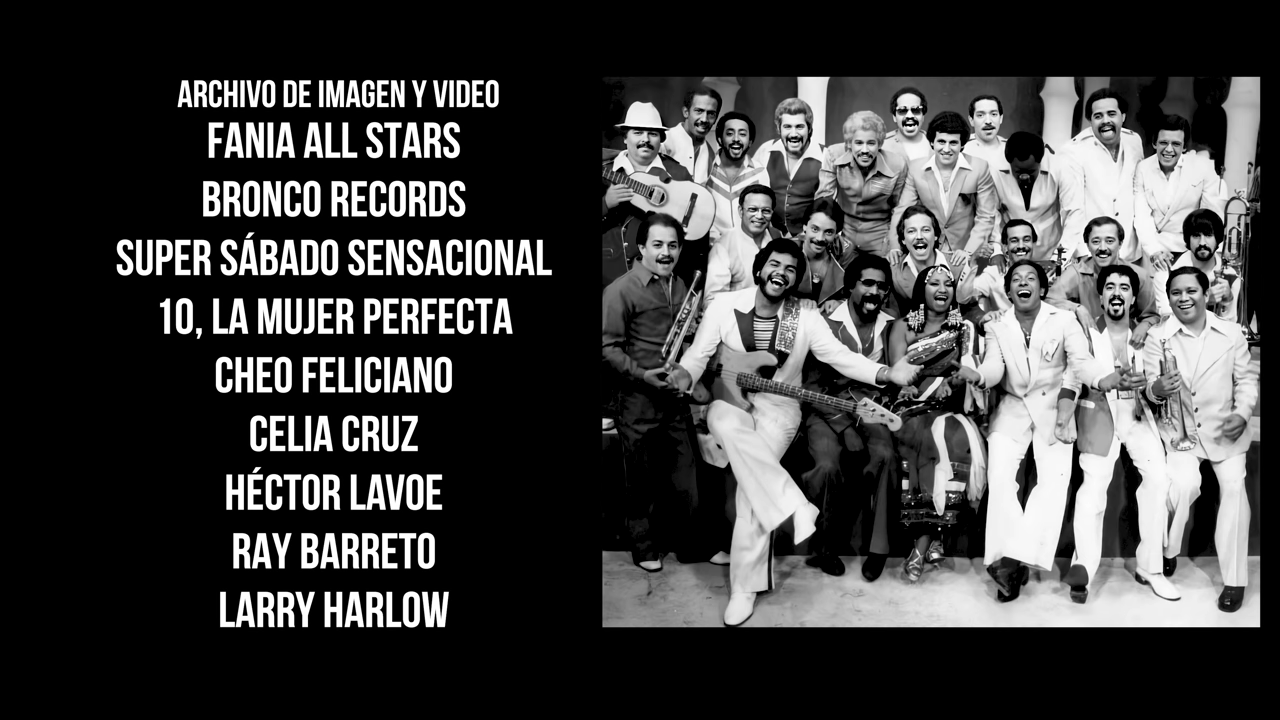 ARCHIVO DE IMAGEN Y VIDEO
FANIA ALL STARS
BRONCO RECORDS
SUPER SÁBADO SENSACIONAL
10, LA MUJER PERFECTA
CHEO FELICIANO
CELIA CRUZ
HÉCTOR LAVOE
RAY BARRETO
LARRY HARLOW